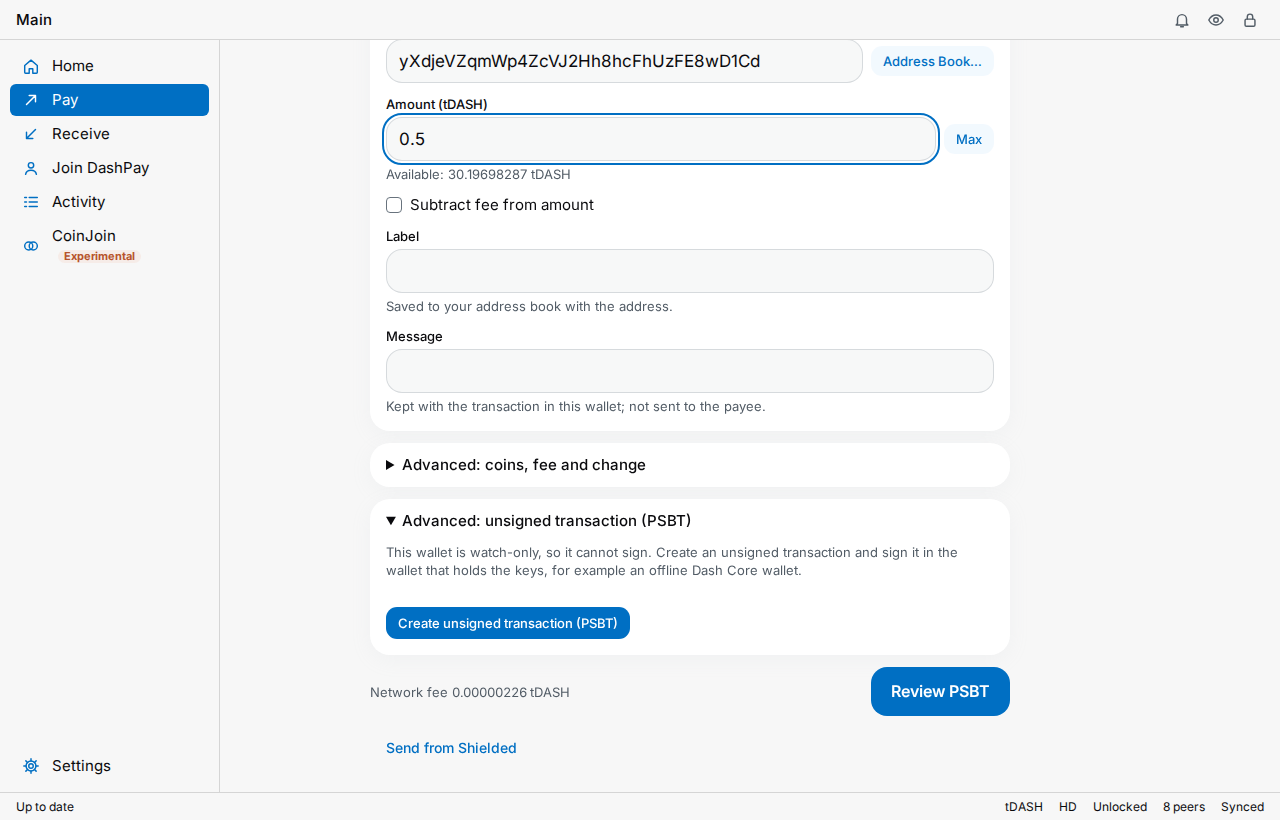 Main
Home
Pay
Receive
Join DashPay
Activity
CoinJoin
Experimental
Settings
yXdjeVZqmWp4ZcVJ2Hh8hcFhUzFE8wD1Cd
Address Book...
Amount (tDASH)
0.5
Max
Available: 30.19698287 tDASH
Subtract fee from amount
Label
Saved to your address book with the address.
Message
Kept with the transaction in this wallet; not sent to the payee.
Advanced: coins, fee and change
Advanced: unsigned transaction (PSBT)
This wallet is watch-only, so it cannot sign. Create an unsigned transaction and sign it in the
wallet that holds the keys, for example an offline Dash Core wallet.
Create unsigned transaction (PSBT)
Network fee 0.00000226 tDASH
Review PSBT
Send from Shielded
Up to date
tDASH HD Unlocked 8 peers Synced